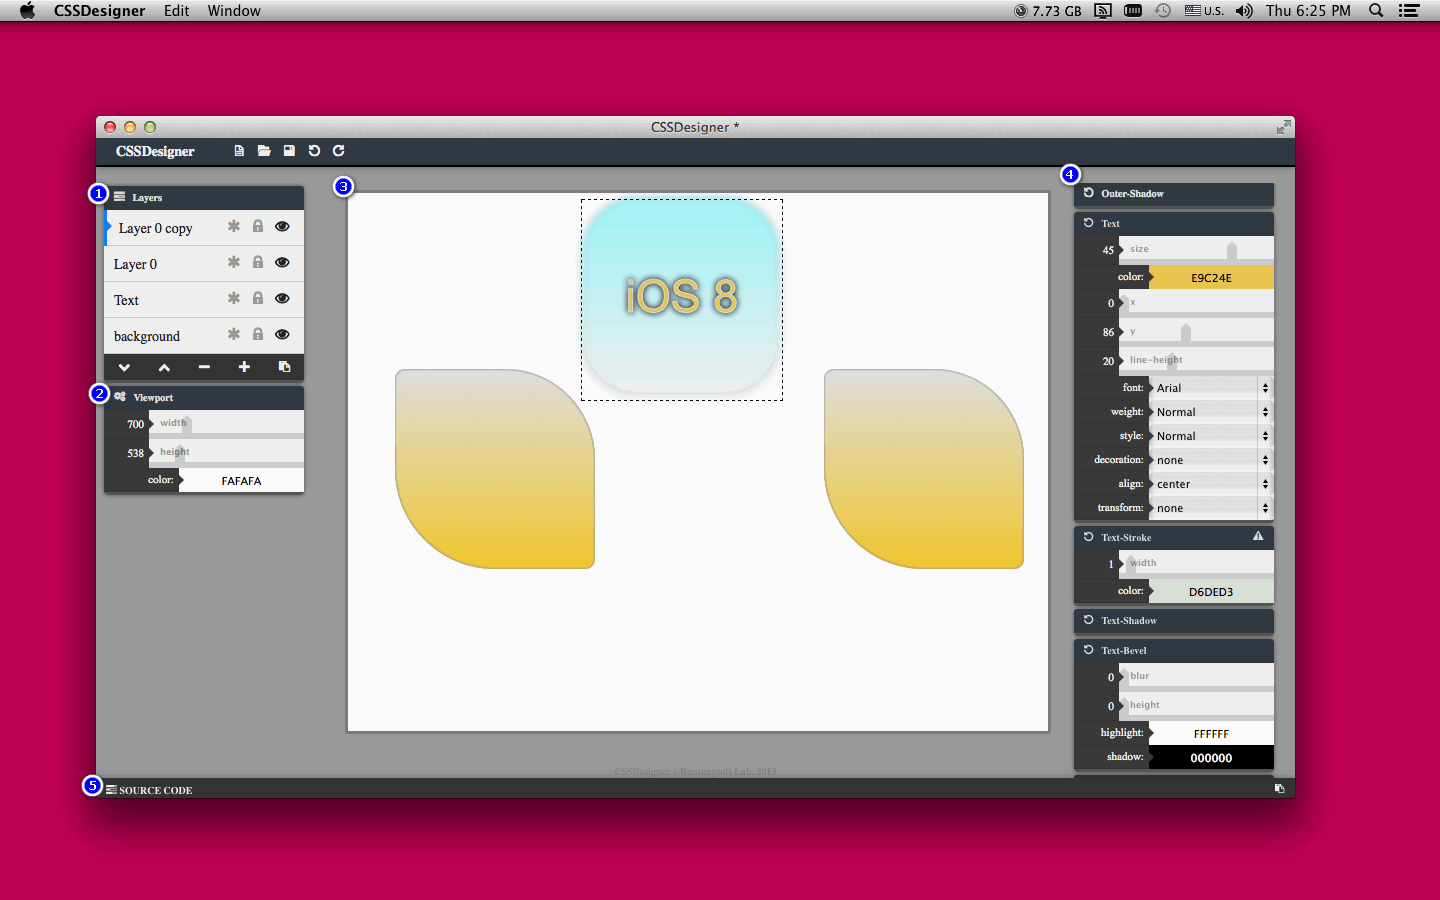 CSSDesigner Edit Window 7.73 GB U.S. Thu 6:25 PM
CSSDesigner *
CSSDesigner
1 Layers
Layer 0 copy
Layer 0
Text
background
2 Viewport
700 width
538 height
color: FAFAFA
3
iOS 8
4
Outer-Shadow
Text
45 size
color: E9C24E
0 x
86 y
20 line-height
font: Arial
weight: Normal
style: Normal
decoration: none
align: center
transform: none
Text-Stroke
1 width
color: D6DED3
Text-Shadow
Text-Bevel
0 blur
0 height
highlight: FFFFFF
shadow: 000000
CSSDesigner ©Romanysoft Lab. 2013
5 SOURCE CODE